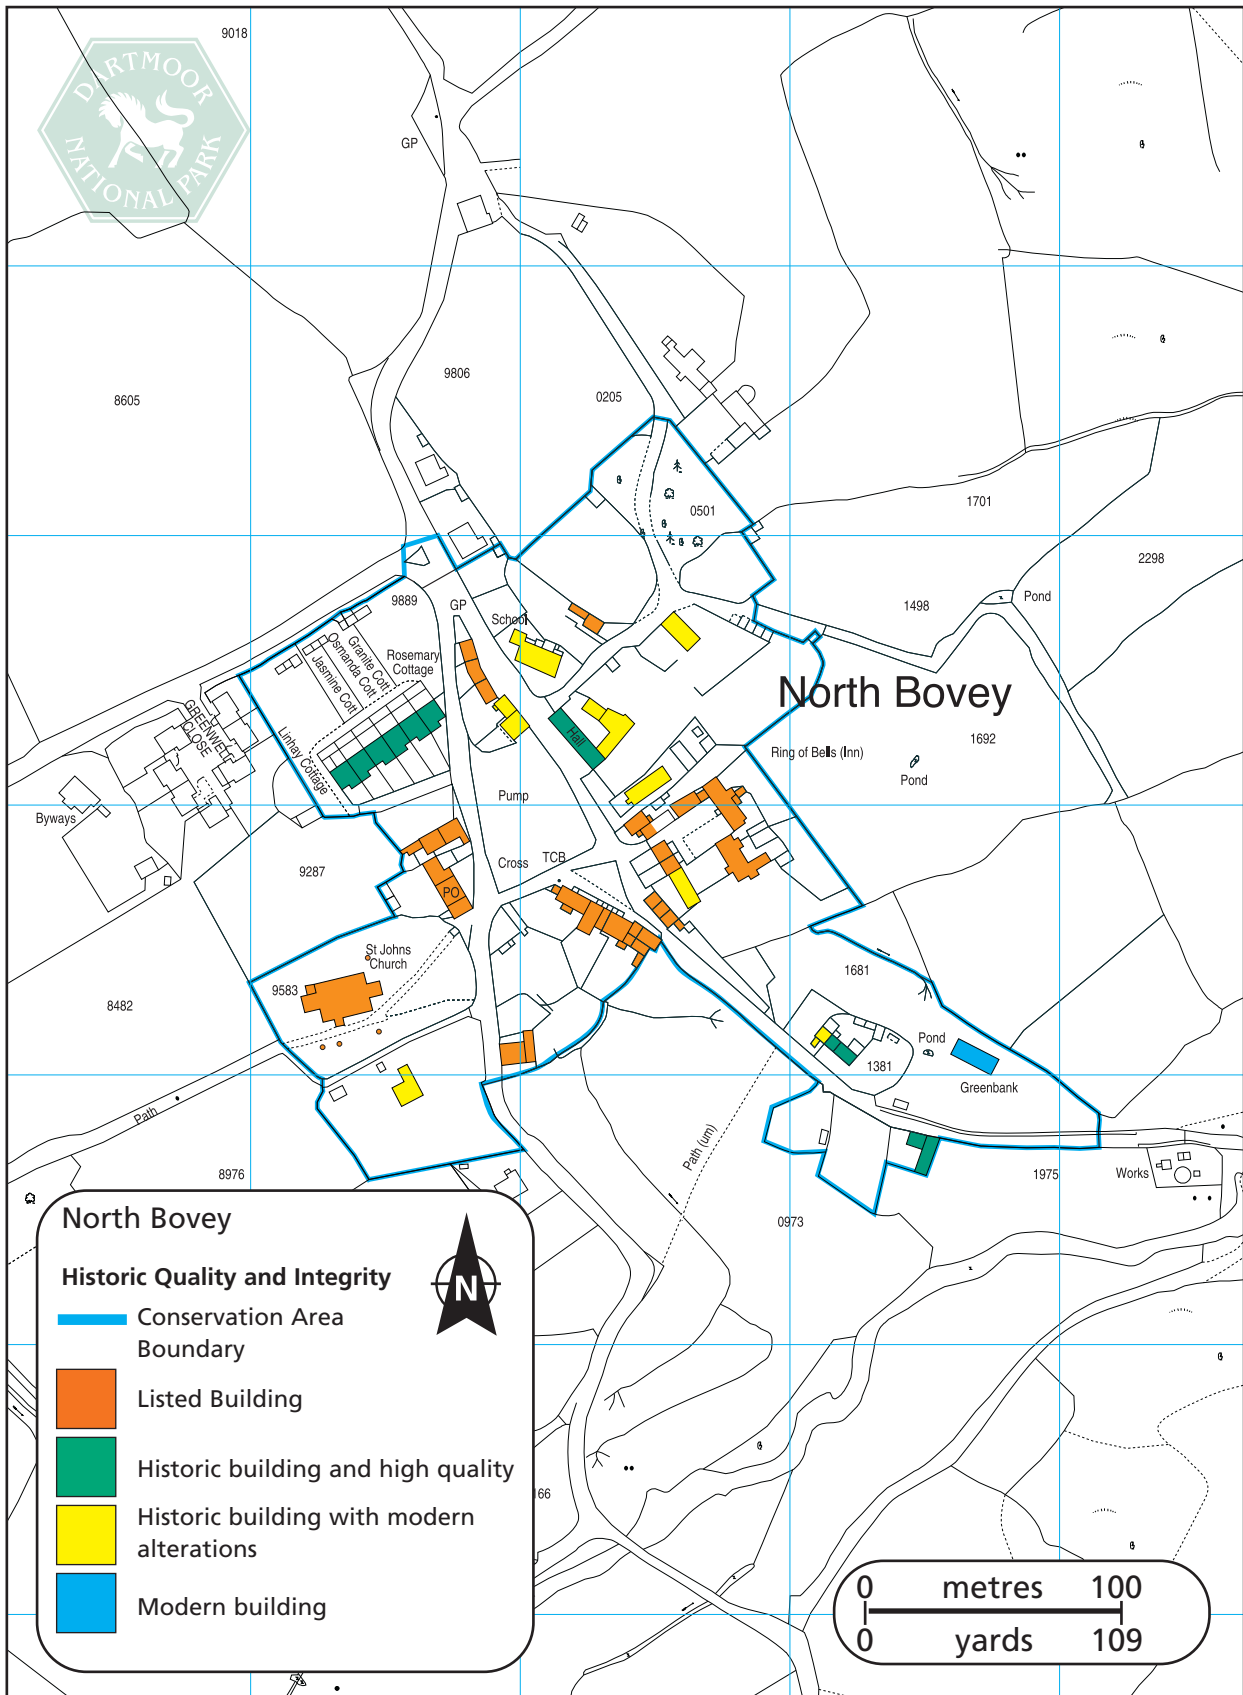 9018
DARTMOOR
NATIONAL PARK
GP
9806
8605
0205
0501
1701
2298
1498
Pond
9889
GP
School
Rosemary
Cottage
Granite Cott
Osmanda Cott
Jasmine Cott
Linhay Cottage
GREENWELL
CLOSE
Byways
Hall
North Bovey
1692
Pond
Ring of Bells (Inn)
Pump
Cross
TCB
9287
PO
St Johns
Church
9583
8482
1681
Pond
1381
Greenbank
Path
Path (um)
8976
1975
Works
0973
166
North Bovey
Historic Quality and Integrity
N
Conservation Area
Boundary
Listed Building
Historic building and high quality
Historic building with modern
alterations
Modern building
0 metres 100
0 yards 109